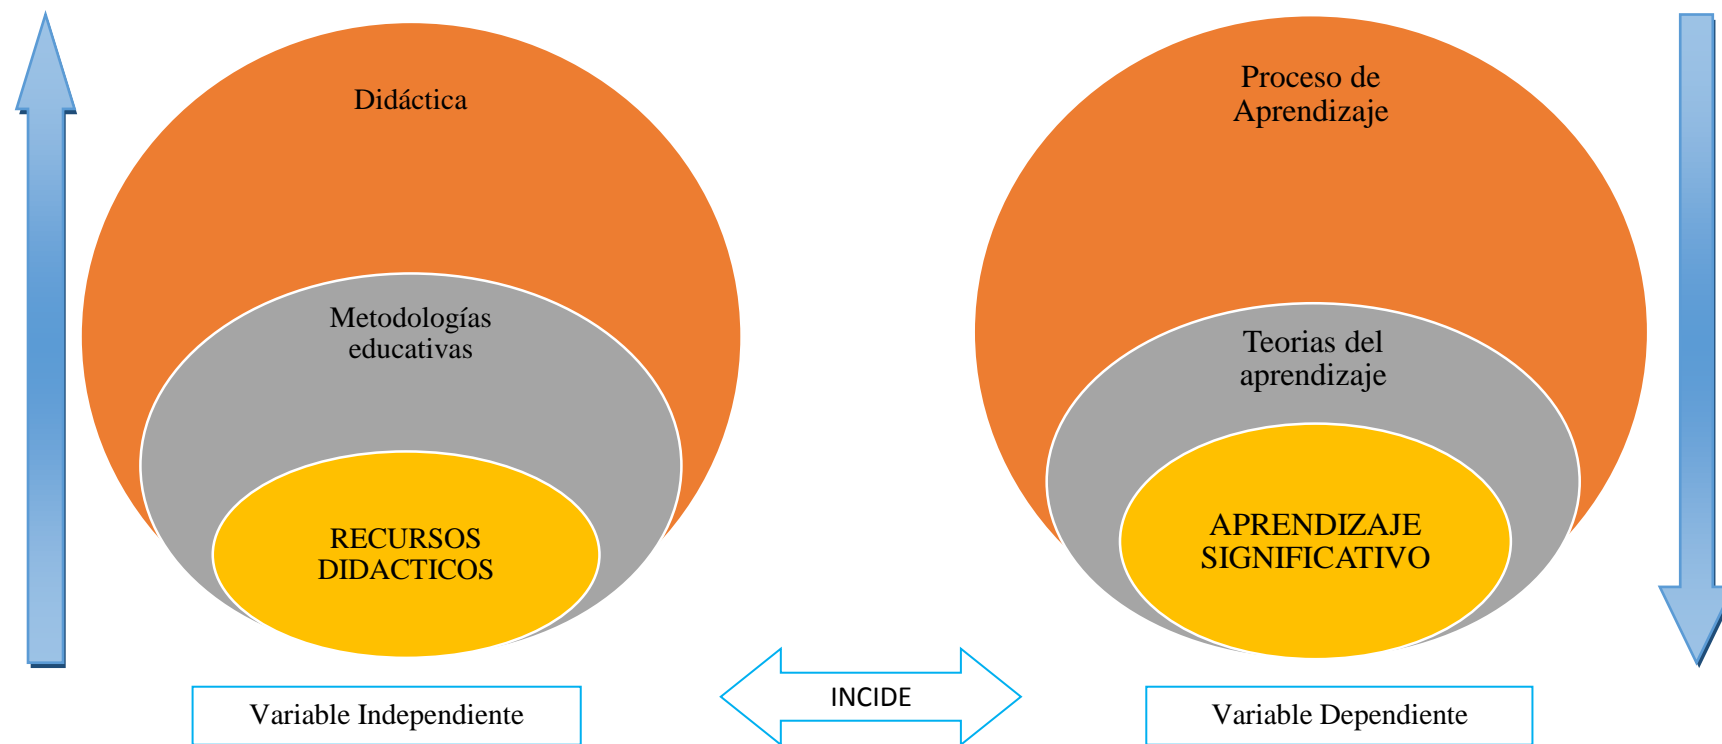 Didáctica
Metodologías
educativas
RECURSOS
DIDACTICOS
Variable Independiente
INCIDE
Proceso de
Aprendizaje
Teorias del
aprendizaje
APRENDIZAJE
SIGNIFICATIVO
Variable Dependiente